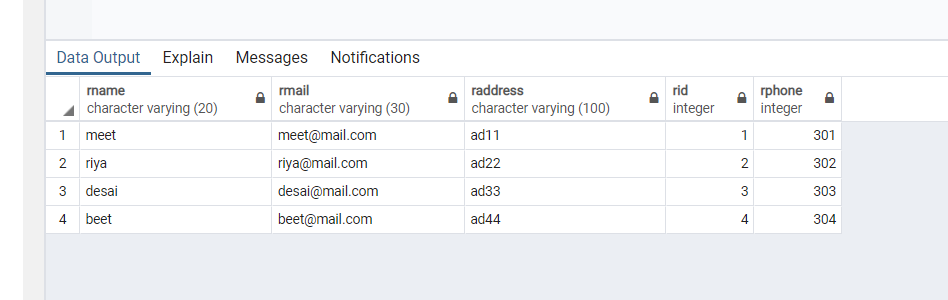 Data Output Explain Messages Notifications
rname rmail raddress rid rphone
character varying (20) character varying (30) character varying (100) integer integer
1 meet meet@mail.com ad11 1 301
2 riya riya@mail.com ad22 2 302
3 desai desai@mail.com ad33 3 303
4 beet beet@mail.com ad44 4 304